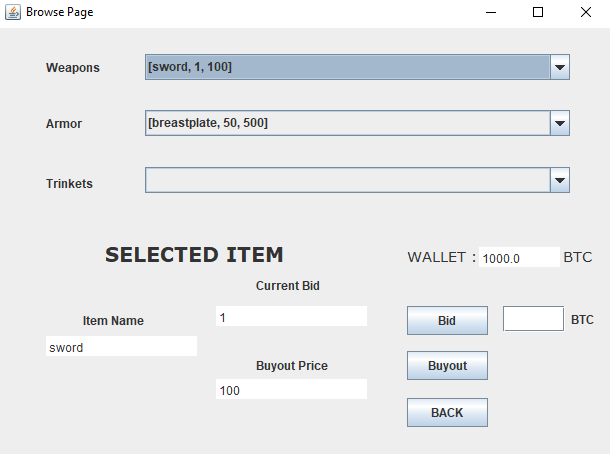 Browse Page
Weapons [sword, 1, 100]
Armor [breastplate, 50, 500]
Trinkets
SELECTED ITEM WALLET : 1000.0 BTC
Current Bid
Item Name 1 Bid BTC
sword
Buyout Price Buyout
100
BACK